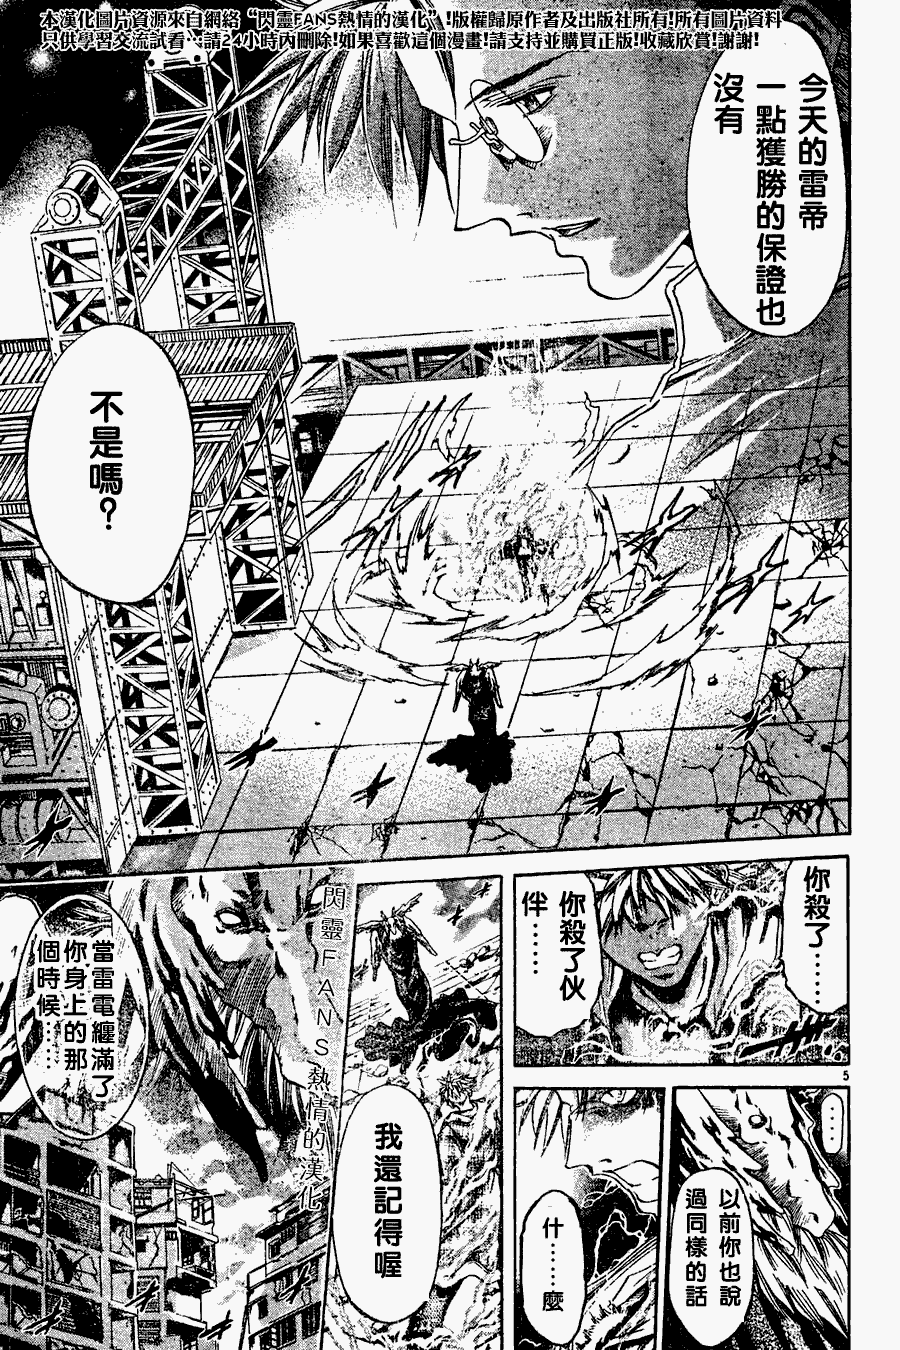 本漢化圖片資源來自網絡“閃靈FANS熱情的漢化”!版權歸原作者及出版社所有!所有圖片資料
只供學習交流試看…請24小時內刪除!如果喜歡這個漫畫!請支持並購買正版!收藏欣賞!謝謝!
今天的雷帝
一點獲勝的保證也
沒有
不是嗎?
你殺了……
你殺了伙
伴……
5
……
以前你也說
過同樣的話
什……麼
我還記得喔
閃靈FANS熱情的漢化
當雷電纏滿了
你身上的那
個時候……